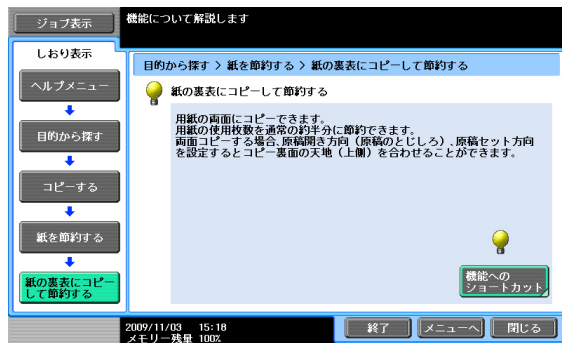 ジョブ表示
機能について解説します
しおり表示
ヘルプメニュー
目的から探す
コピーする
紙を節約する
紙の裏表にコピー
して節約する
目的から探す > 紙を節約する > 紙の裏表にコピーして節約する
紙の裏表にコピーして節約する
用紙の両面にコピーできます。
用紙の使用枚数を通常の約半分に節約できます。
両面コピーする場合、原稿開き方向（原稿のとじしろ）、原稿セット方向
を設定するとコピー裏面の天地（上側）を合わせることができます。
機能への
ショートカット
2009/11/03 15:18
メモリー残量 100%
終了
メニューへ
閉じる